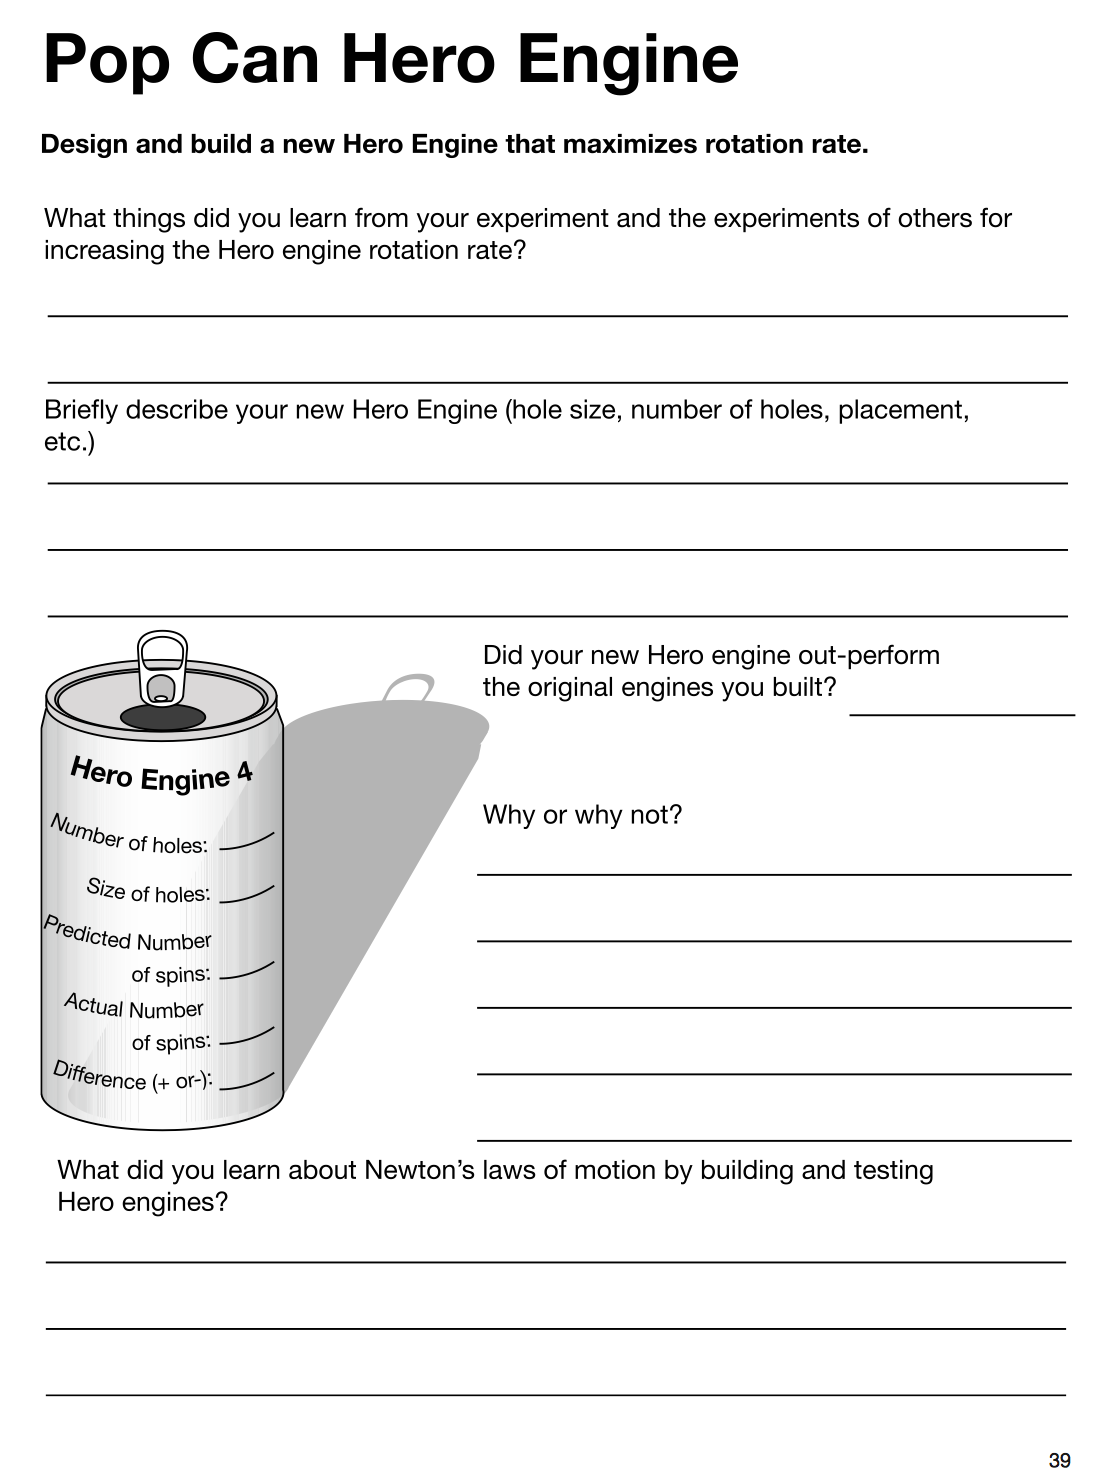 Pop Can Hero Engine
Design and build a new Hero Engine that maximizes rotation rate.
What things did you learn from your experiment and the experiments of others for
increasing the Hero engine rotation rate?
Briefly describe your new Hero Engine (hole size, number of holes, placement,
etc.)
Did your new Hero engine out-perform
the original engines you built?
Hero Engine 4
Number of holes:
Size of holes:
Predicted Number
of spins:
Actual Number
of spins:
Difference (+ or-):
Why or why not?
What did you learn about Newton’s laws of motion by building and testing
Hero engines?
39